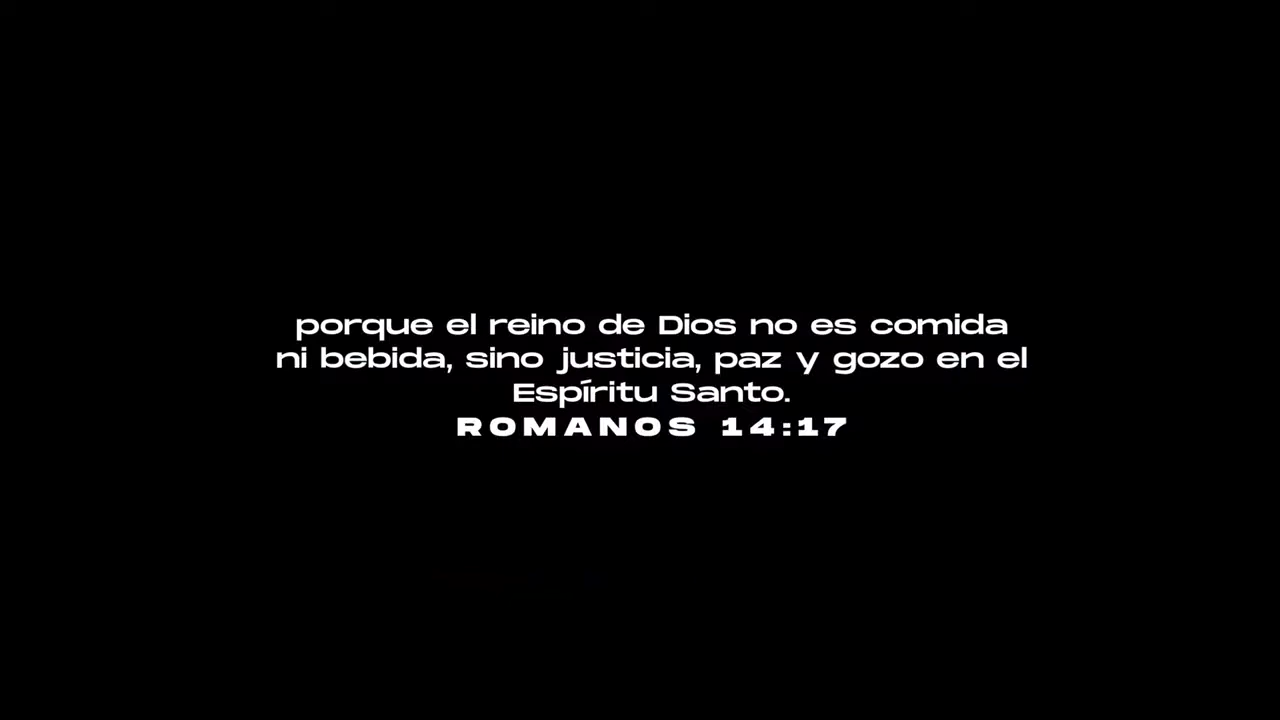 porque el reino de Dios no es comida
ni bebida, sino justicia, paz y gozo en el
Espíritu Santo.
ROMANOS 14:17